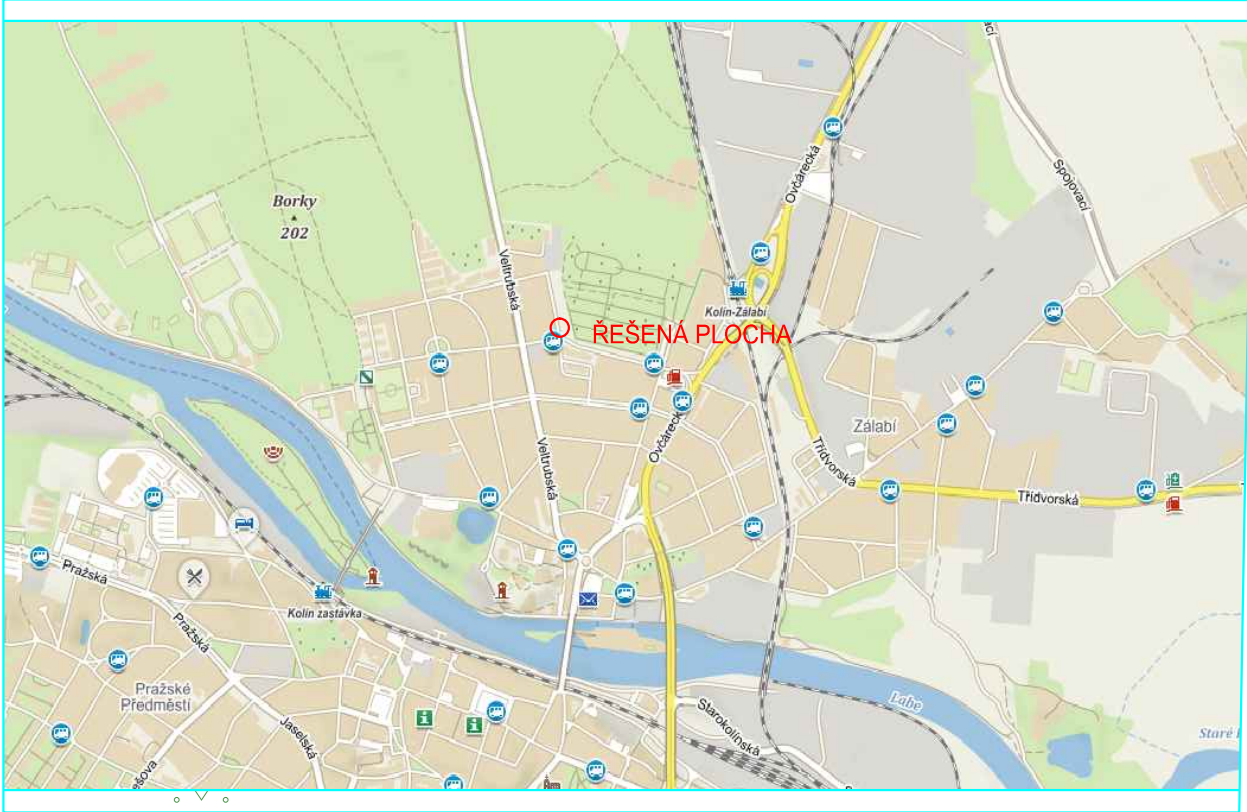 Spojovací
Ovčárecká
Borky
202
Veltrubská
Kolín-Zálabí
ŘEŠENÁ PLOCHA
Zálabí
Ovčáreck
Veltrubská
Třídvorská
Třídvorská
Pražská
Kolín zastávka
Pražská
Pražské
Předměstí
Labe
Jaselská
Starokolínská
Staré